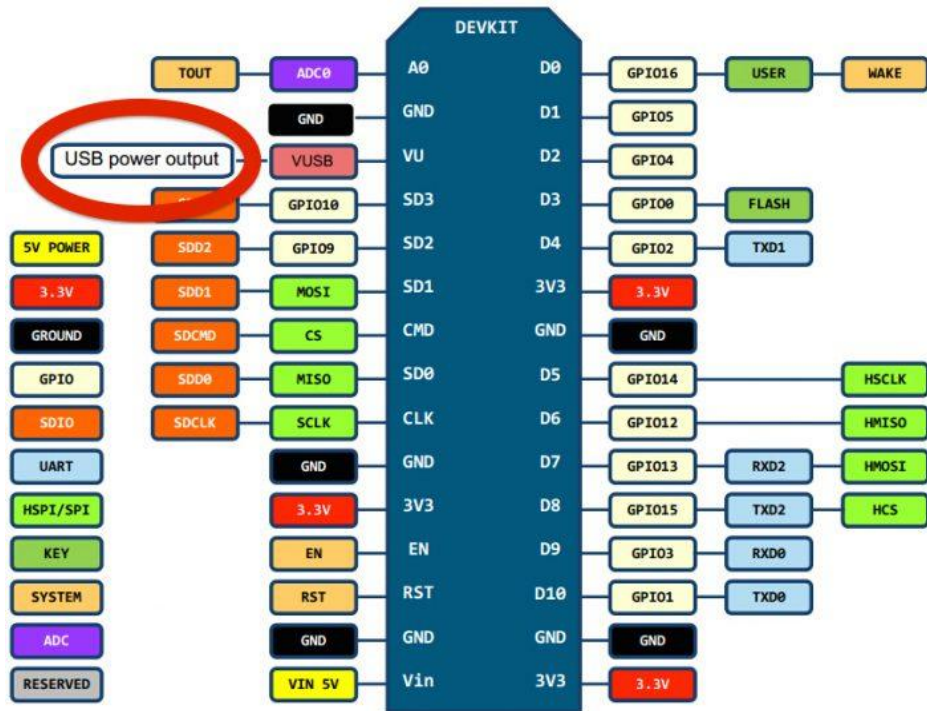 DEVKIT
TOUT ADC0 A0 D0 GPIO16 USER WAKE
GND GND D1 GPIO5
USB power output VUSB VU D2 GPIO4
GPIO10 SD3 D3 GPIO0 FLASH
5V POWER SDD2 GPIO9 SD2 D4 GPIO2 TXD1
3.3V SDD1 MOSI SD1 3V3 3.3V
GROUND SDCMD CS CMD GND GND
GPIO SDD0 MISO SD0 D5 GPIO14 HSCLK
SDIO SDCLK SCLK CLK D6 GPIO12 HMISO
UART GND GND D7 GPIO13 RXD2 HMOSI
HSPI/SPI 3.3V 3V3 D8 GPIO15 TXD2 HCS
KEY EN EN D9 GPIO3 RXD0
SYSTEM RST RST D10 GPIO1 TXD0
ADC GND GND GND GND
RESERVED VIN 5V Vin 3V3 3.3V